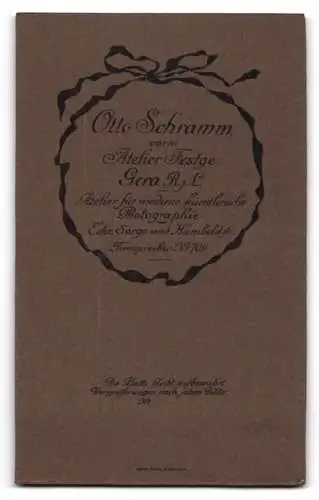 Otto Schramm
vorm.
Atelier Festge
Gera, R. j. L.
Atelier für moderne künstlerische
Photographie
Ecke Sorge und Humboldtstr.
Fernsprecher No
Die Platte bleibt aufbewahrt
Vergrößerungen nach jedem Bilde.
No